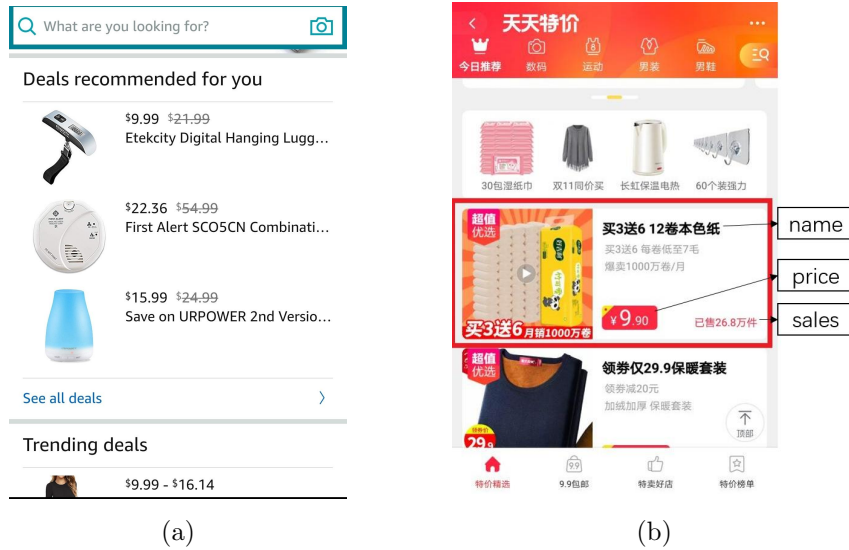 What are you looking for?
Deals recommended for you
$9.99 $21.99
Etekcity Digital Hanging Lugg...
$22.36 $54.99
First Alert SCO5CN Combinati...
$15.99 $24.99
Save on URPOWER 2nd Versio...
See all deals
Trending deals
$9.99 - $16.14
(a)
天天特价
今日推荐 数码 运动 男装 男鞋
30包湿纸巾 双11同价买 长虹保温电热 60个装强力
超值
优选
买3送6 12卷本色纸
买3送6 每卷低至7毛
爆卖1000万卷/月
¥9.90
已售26.8万件
买3送6 月销1000万卷
name
price
sales
超值
优选
领券仅29.9保暖套装
领券减20元
加绒加厚 保暖套装
29.9
顶部
特价精选 9.9包邮 特卖好店 特价榜单
(b)